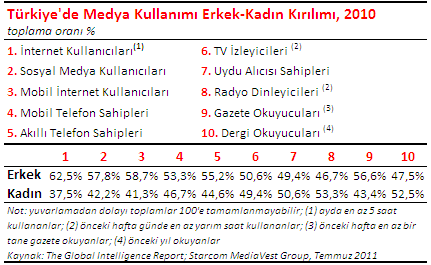 Türkiye'de Medya Kullanımı Erkek-Kadın Kırılımı, 2010
toplama oranı %
1. İnternet Kullanıcıları(1)
2. Sosyal Medya Kullanıcıları
3. Mobil İnternet Kullanıcıları
4. Mobil Telefon Sahipleri
5. Akıllı Telefon Sahipleri
6. TV İzleyicileri (2)
7. Uydu Alıcısı Sahipleri
8. Radyo Dinleyicileri (2)
9. Gazete Okuyucuları (3)
10. Dergi Okuyucuları (4)
1 2 3 4 5 6 7 8 9 10
Erkek 62,5% 57,8% 58,7% 53,3% 55,2% 50,6% 49,4% 46,7% 56,6% 47,5%
Kadın 37,5% 42,2% 41,3% 46,7% 44,6% 49,4% 50,6% 53,3% 43,4% 52,5%
Not: yuvarlamadan dolayı toplamlar 100'e tamamlanmayabilir; (1) ayda en az 5 saat
kullananlar; (2) önceki hafta günde en az yarım saat kullananlar; (3) önceki hafta en az bir
tane gazete okuyanlar; (4) önceki yıl okuyanlar
Kaynak: The Global Intelligence Report; Starcom MediaVest Group, Temmuz 2011